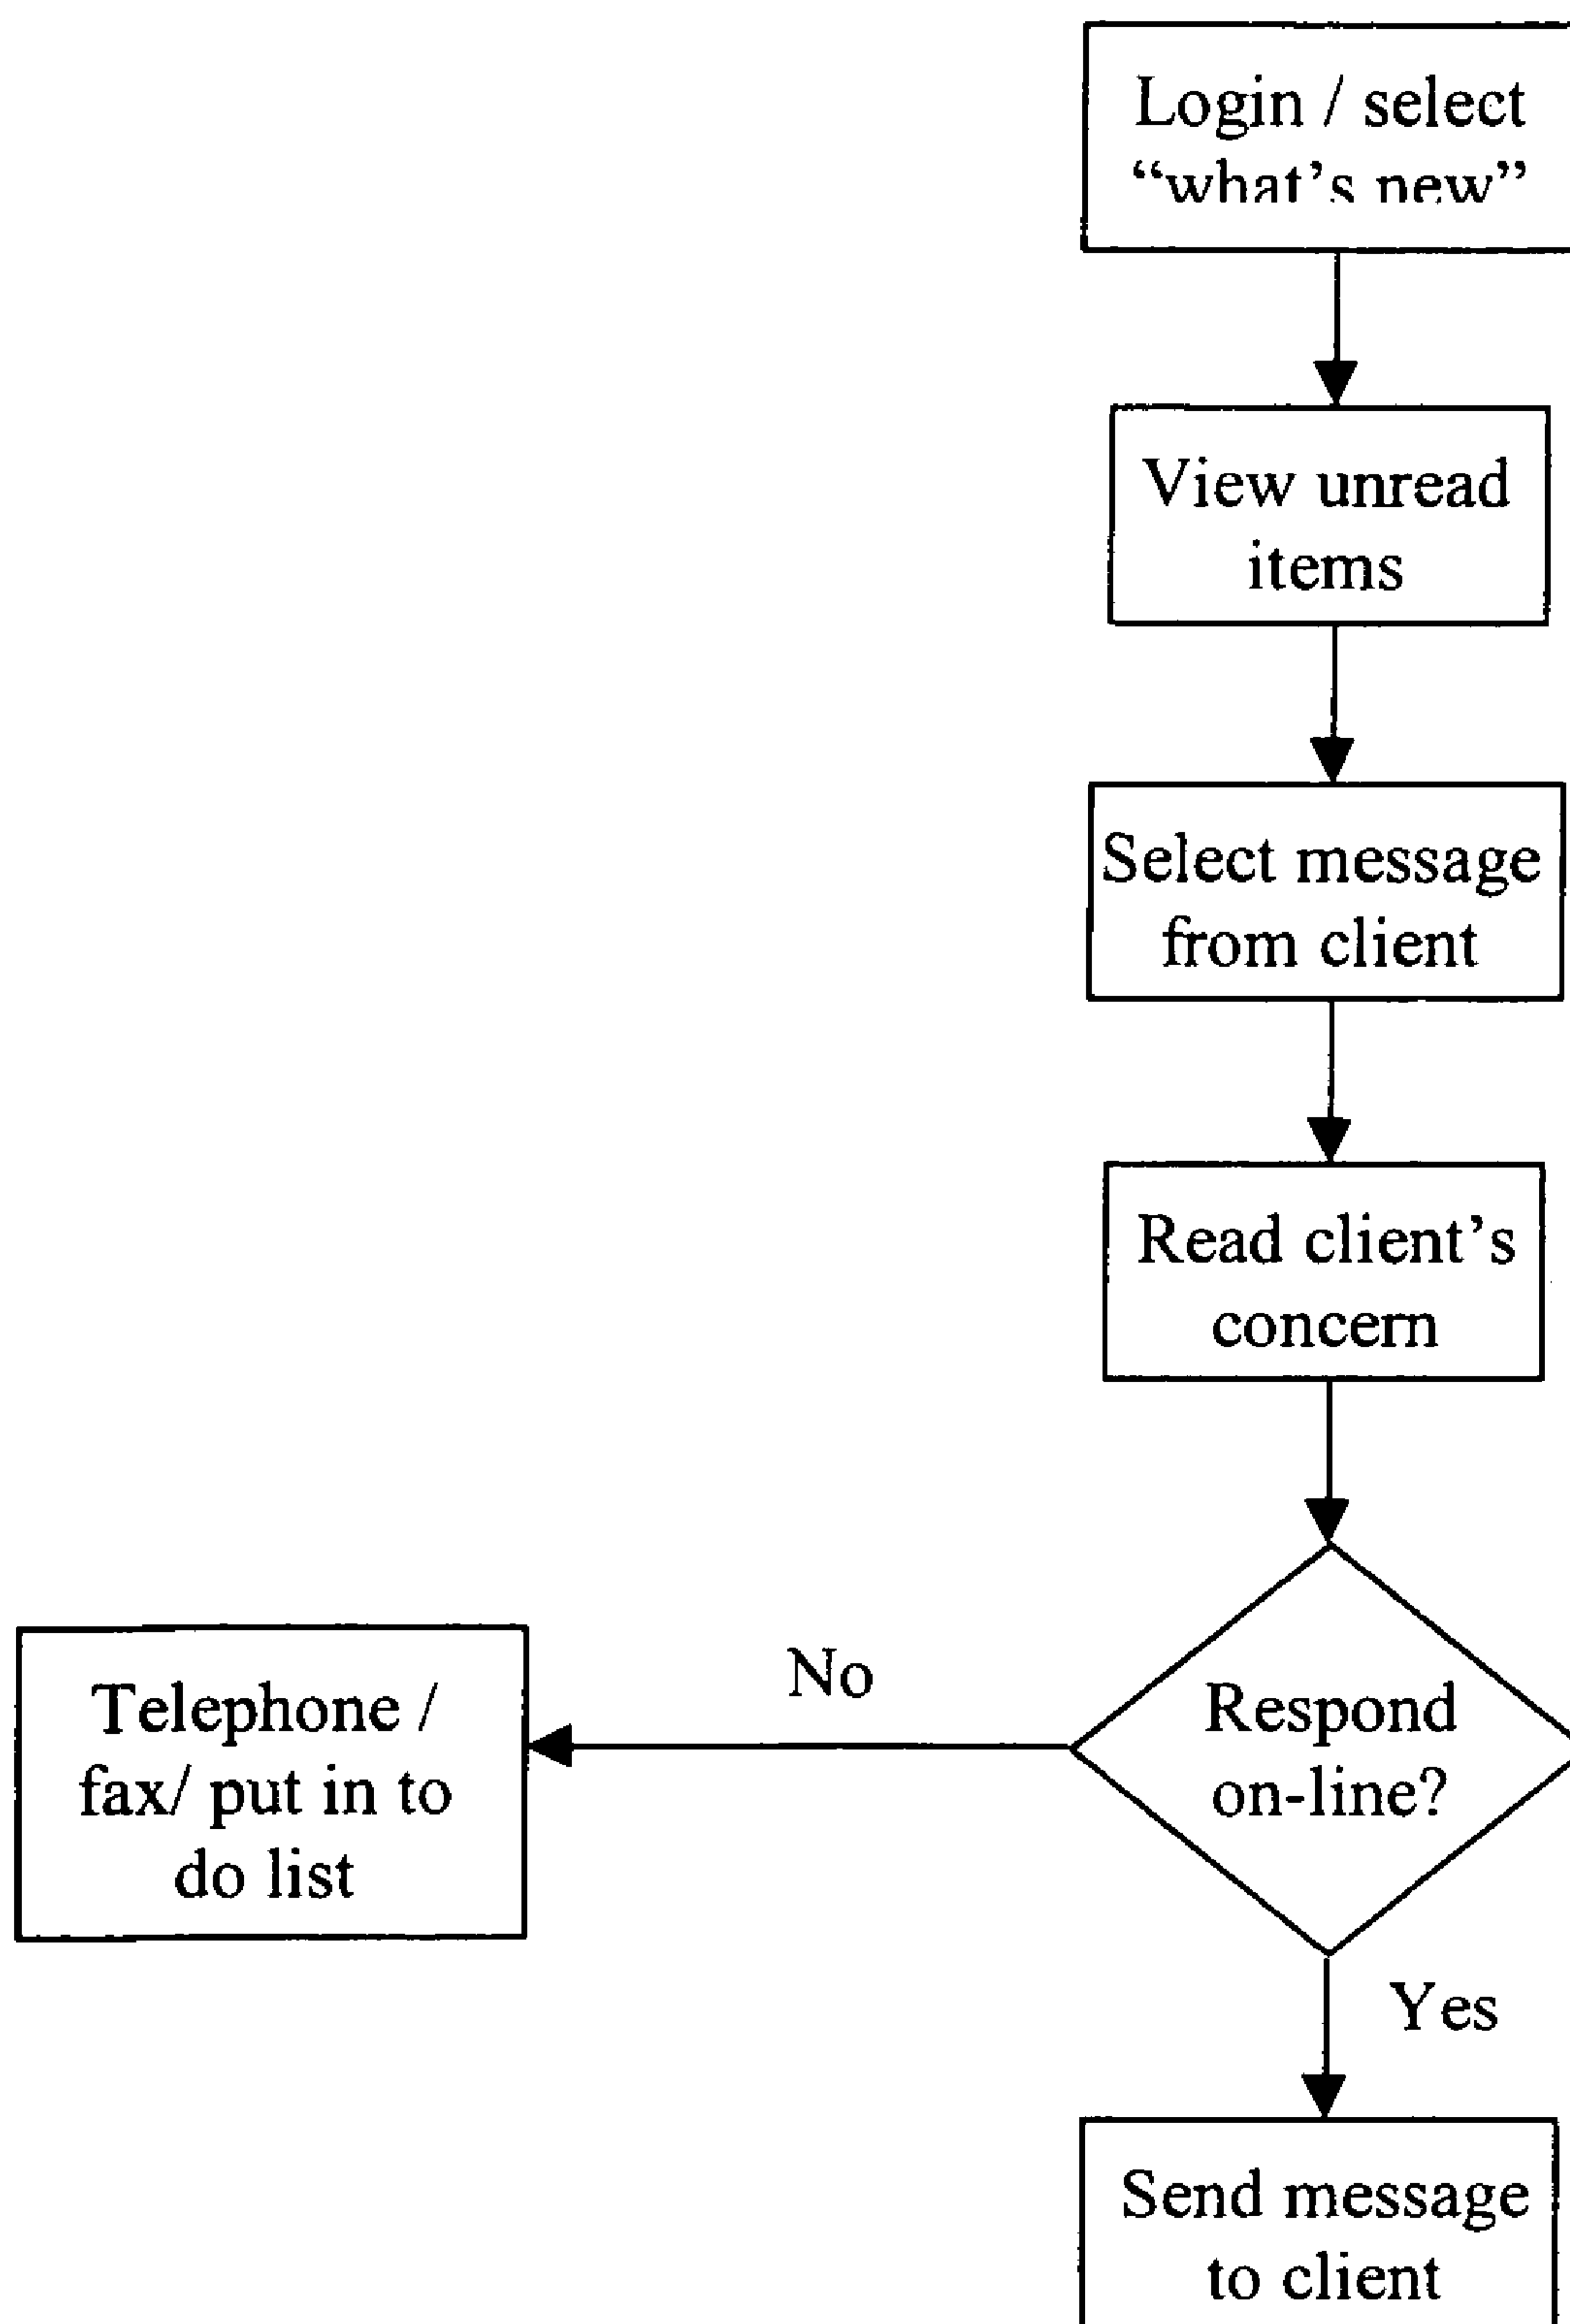 Login / select
“what’s new”
View unread
items
Select message
from client
Read client’s
concern
Respond
on-line?
No
Telephone /
fax/ put in to
do list
Yes
Send message
to client